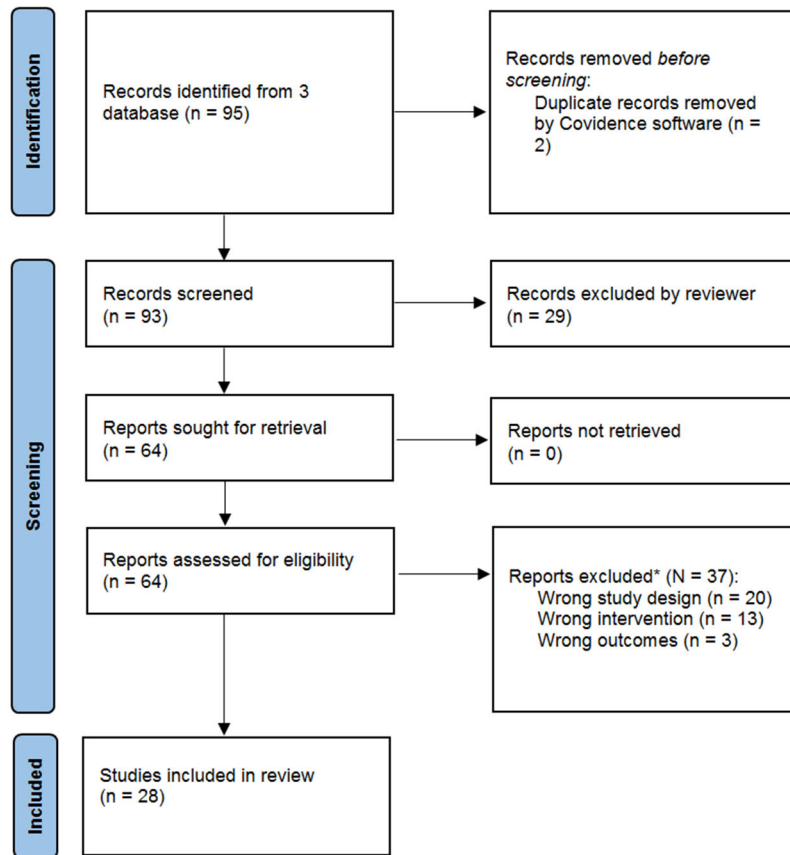 Identification
Records identified from 3
database (n = 95)
Records removed before
screening:
Duplicate records removed
by Covidence software (n =
2)
Screening
Records screened
(n = 93)
Records excluded by reviewer
(n = 29)
Reports sought for retrieval
(n = 64)
Reports not retrieved
(n = 0)
Reports assessed for eligibility
(n = 64)
Reports excluded* (N = 37):
Wrong study design (n = 20)
Wrong intervention (n = 13)
Wrong outcomes (n = 3)
Included
Studies included in review
(n = 28)